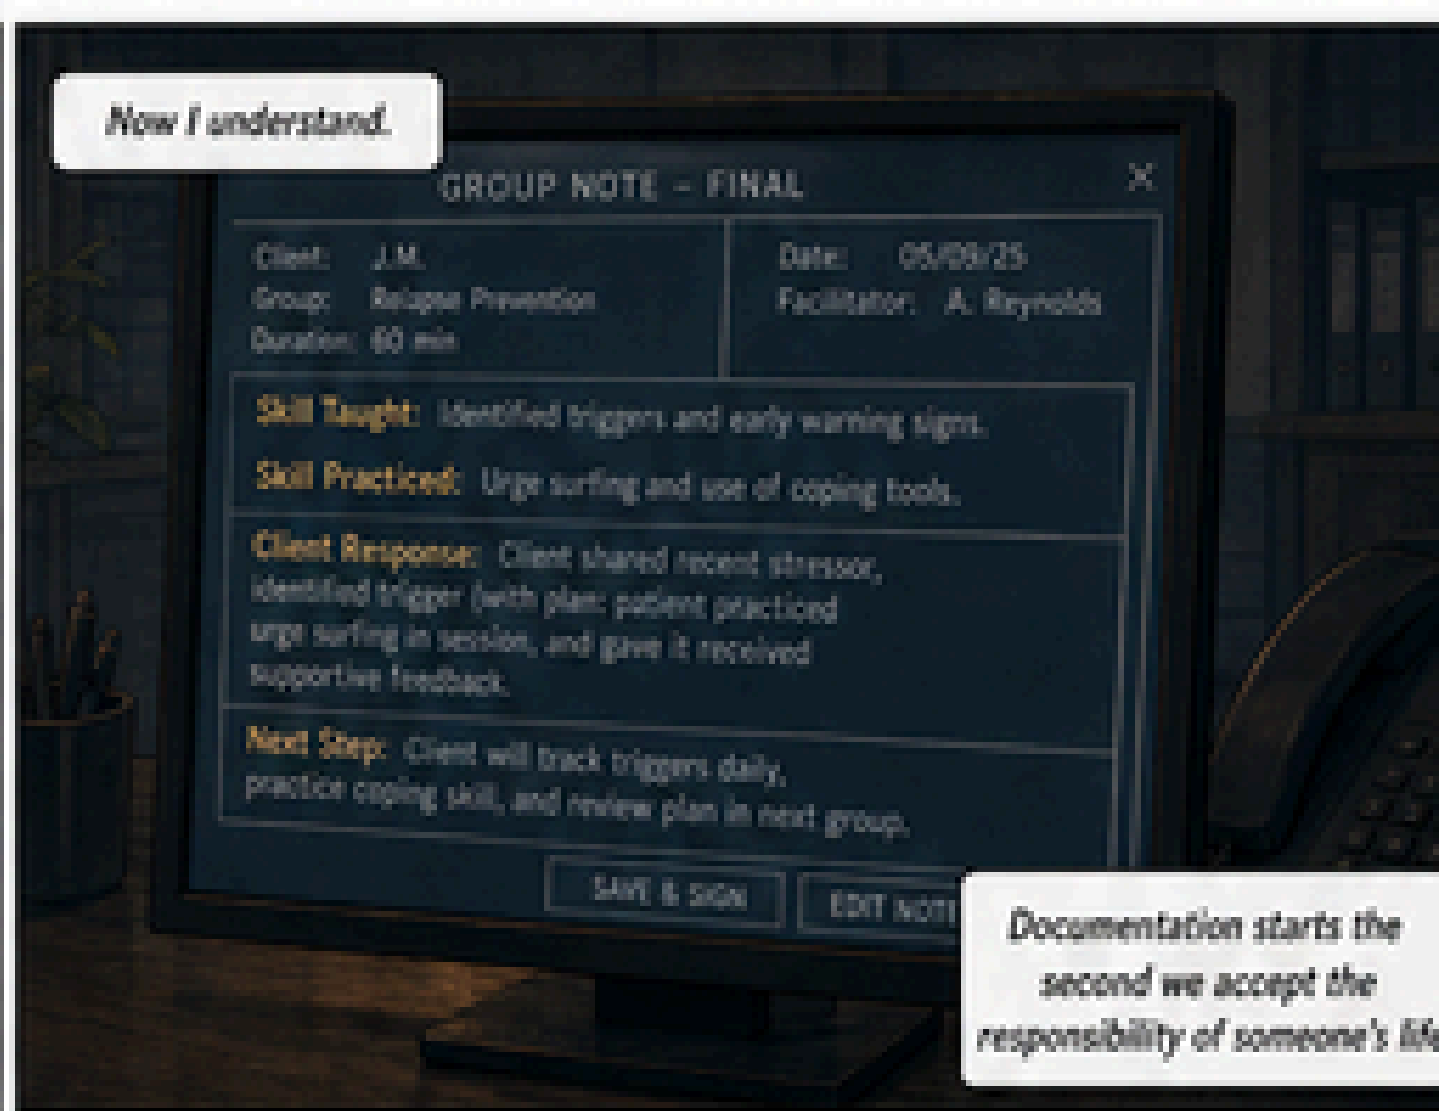 Now I understand.
GROUP NOTE – FINAL
X
Client: J.M.
Group: Relapse Prevention
Duration: 60 min
Date: 05/09/25
Facilitator: A. Reynolds
Skill Taught: Identified triggers and early warning signs.
Skill Practiced: Urge surfing and use of coping tools.
Client Response: Client shared recent stressor,
identified trigger (with plan: patient practiced
urge surfing in session, and gave it received
supportive feedback.
Next Step: Client will track triggers daily,
practice coping skill, and review plan in next group.
SAVE & SIGN
EDIT NOTE
Documentation starts the
second we accept the
responsibility of someone's life